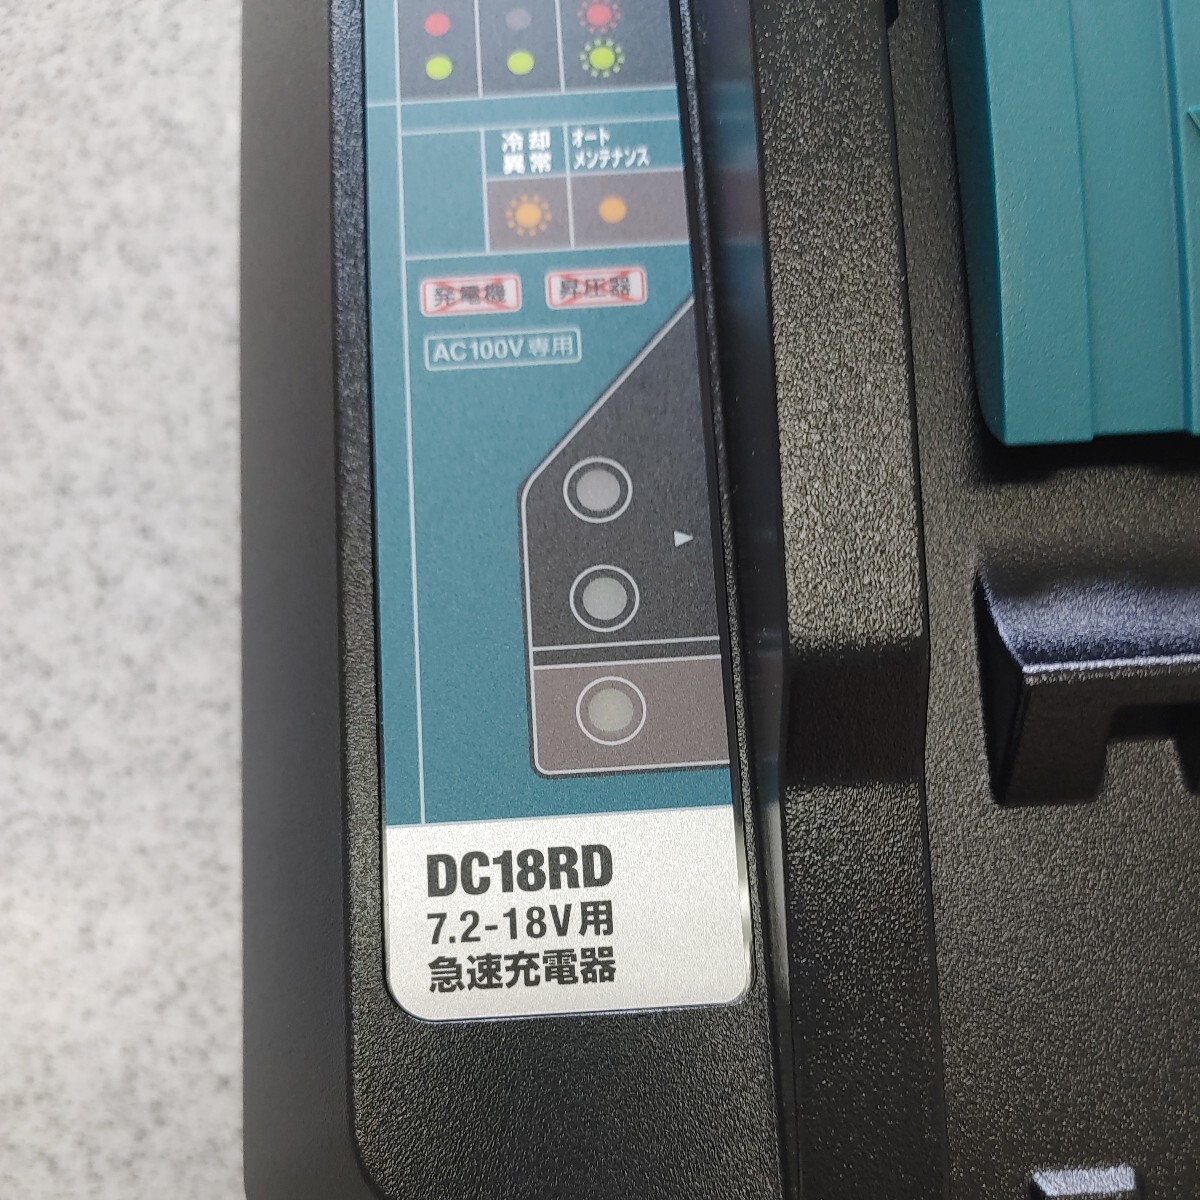 冷却
異常
オート
メンテナンス
発電機
昇圧器
AC100V専用
DC18RD
7.2-18V用
急速充電器